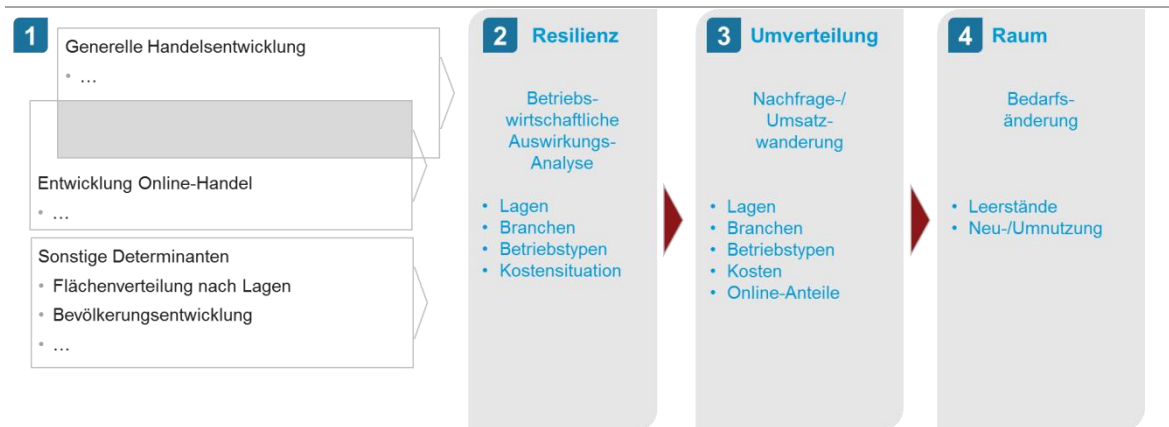 1
Generelle Handelsentwicklung
• …
Entwicklung Online-Handel
• …
Sonstige Determinanten
• Flächenverteilung nach Lagen
• Bevölkerungsentwicklung
• …
2 Resilienz
Betriebs-
wirtschaftliche
Auswirkungs-
Analyse
• Lagen
• Branchen
• Betriebstypen
• Kostensituation
3 Umverteilung
Nachfrage-/
Umsatz-
wanderung
• Lagen
• Branchen
• Betriebstypen
• Kosten
• Online-Anteile
4 Raum
Bedarfs-
änderung
• Leerstände
• Neu-/Umnutzung